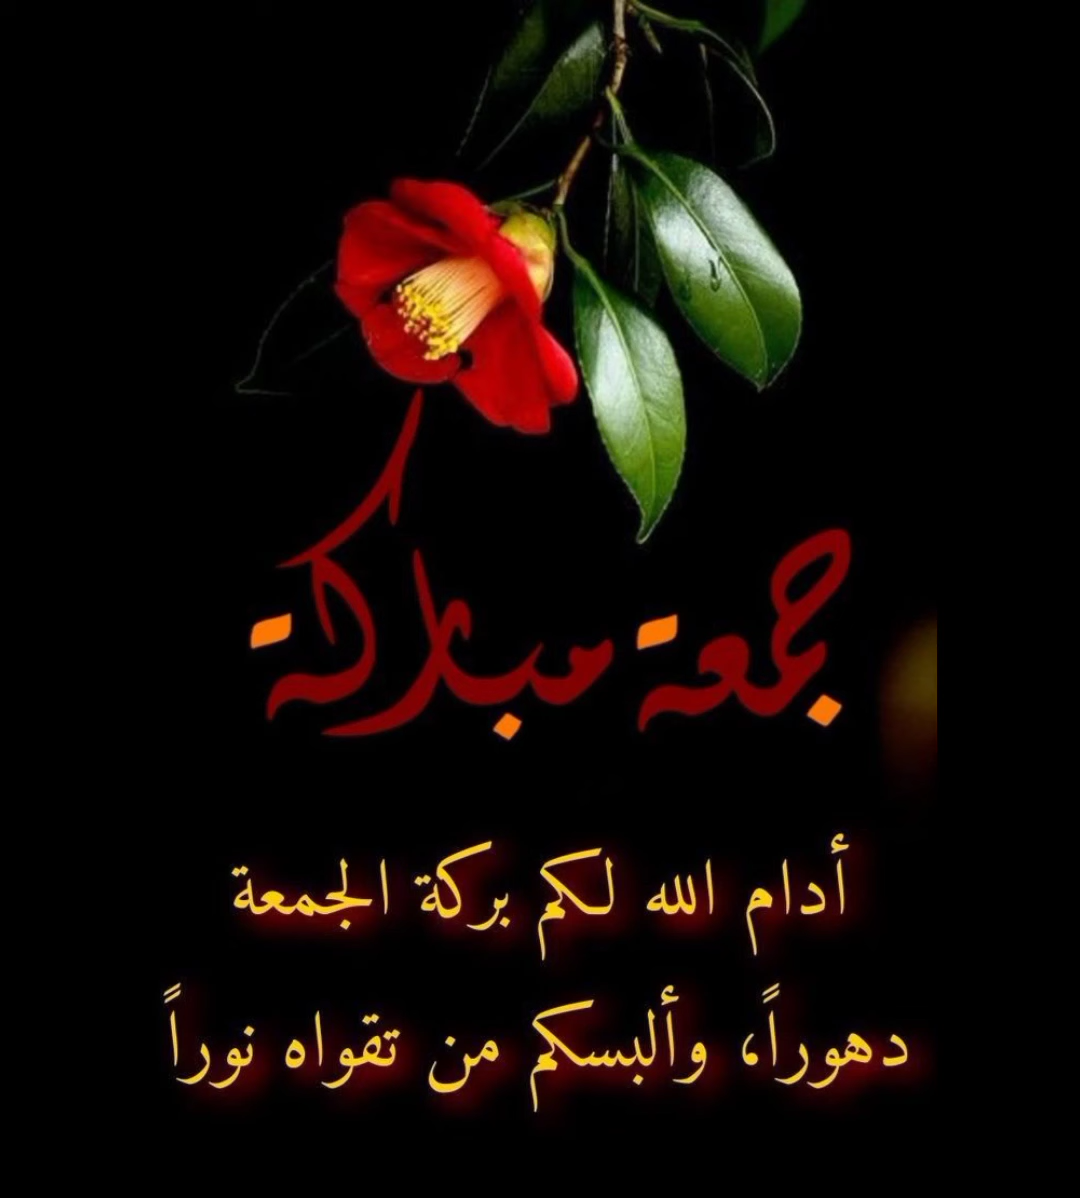 جمعة مباركة
أدام الله لكم بركة الجمعة
دهوراً، وألبسكم من تقواه نوراً